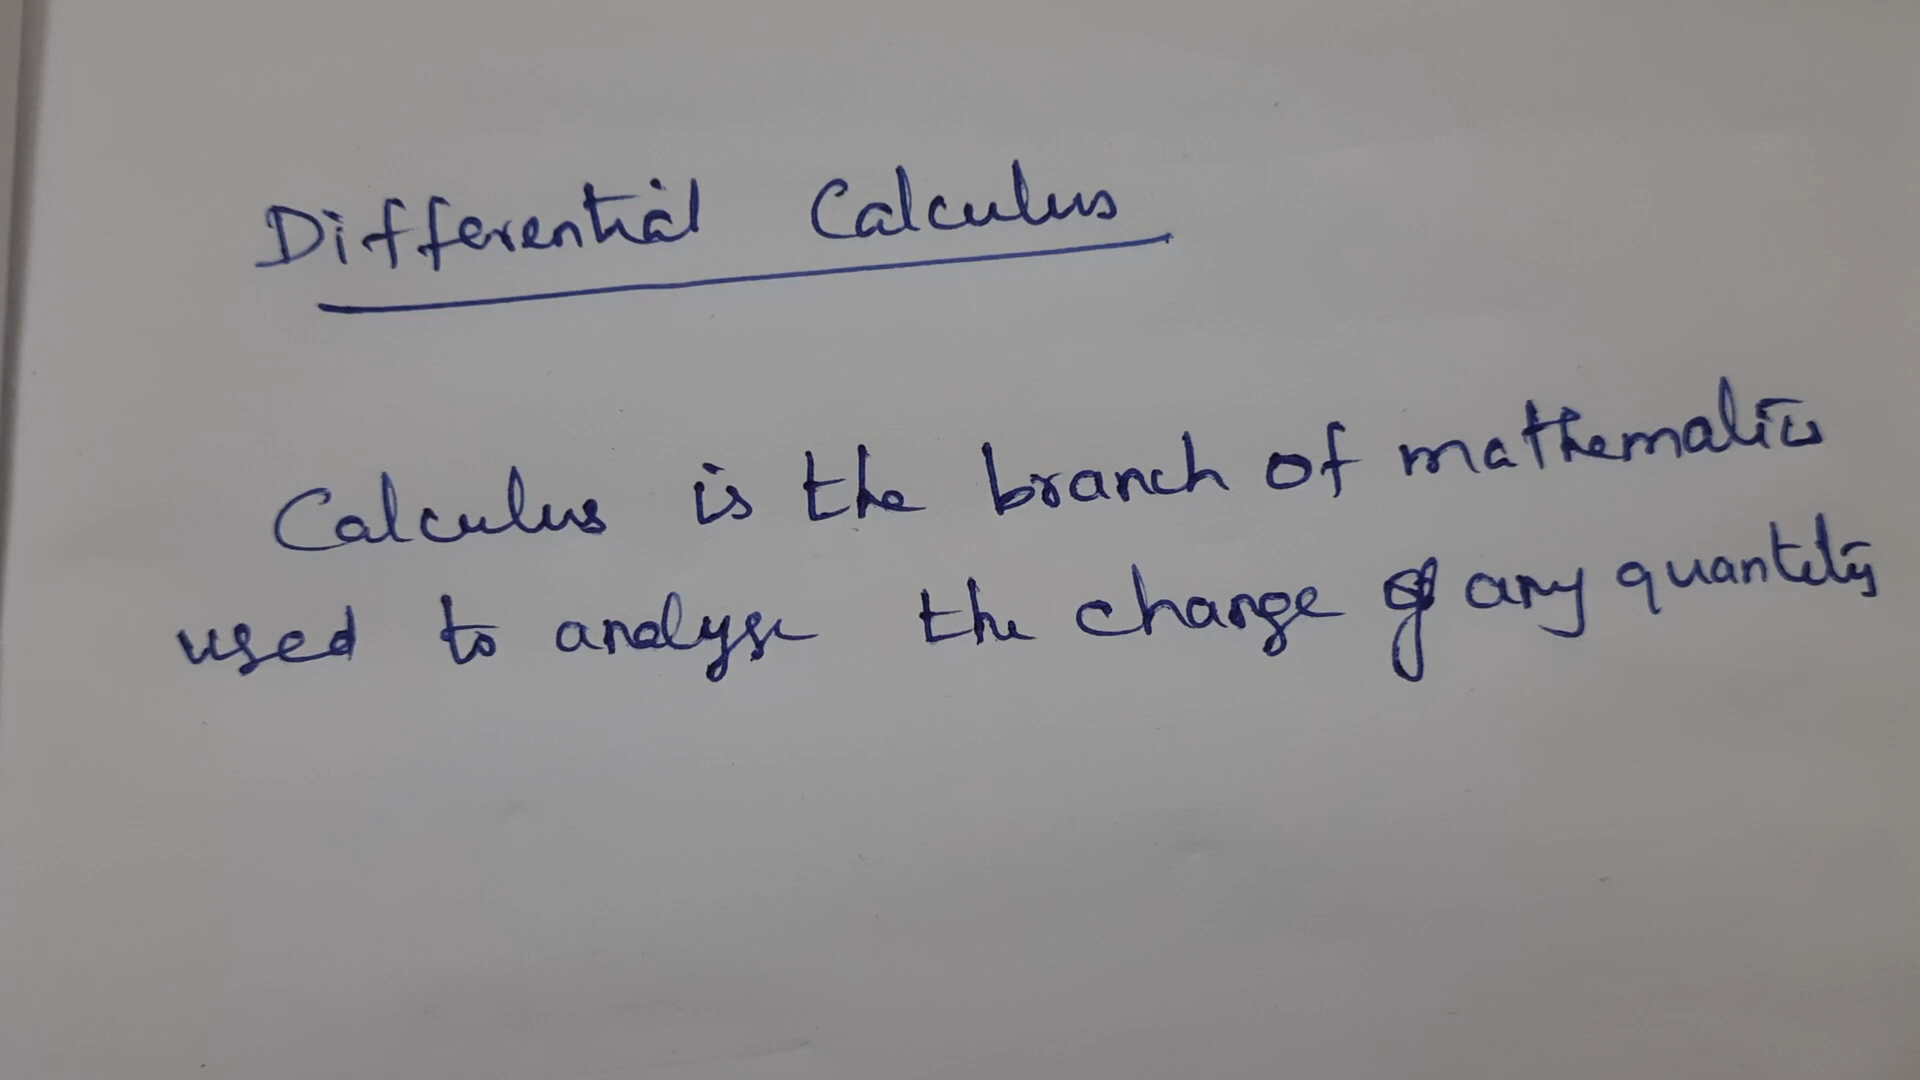 Differential Calculus
Calculus is the branch of mathematics
used to analyse the change of any quantity